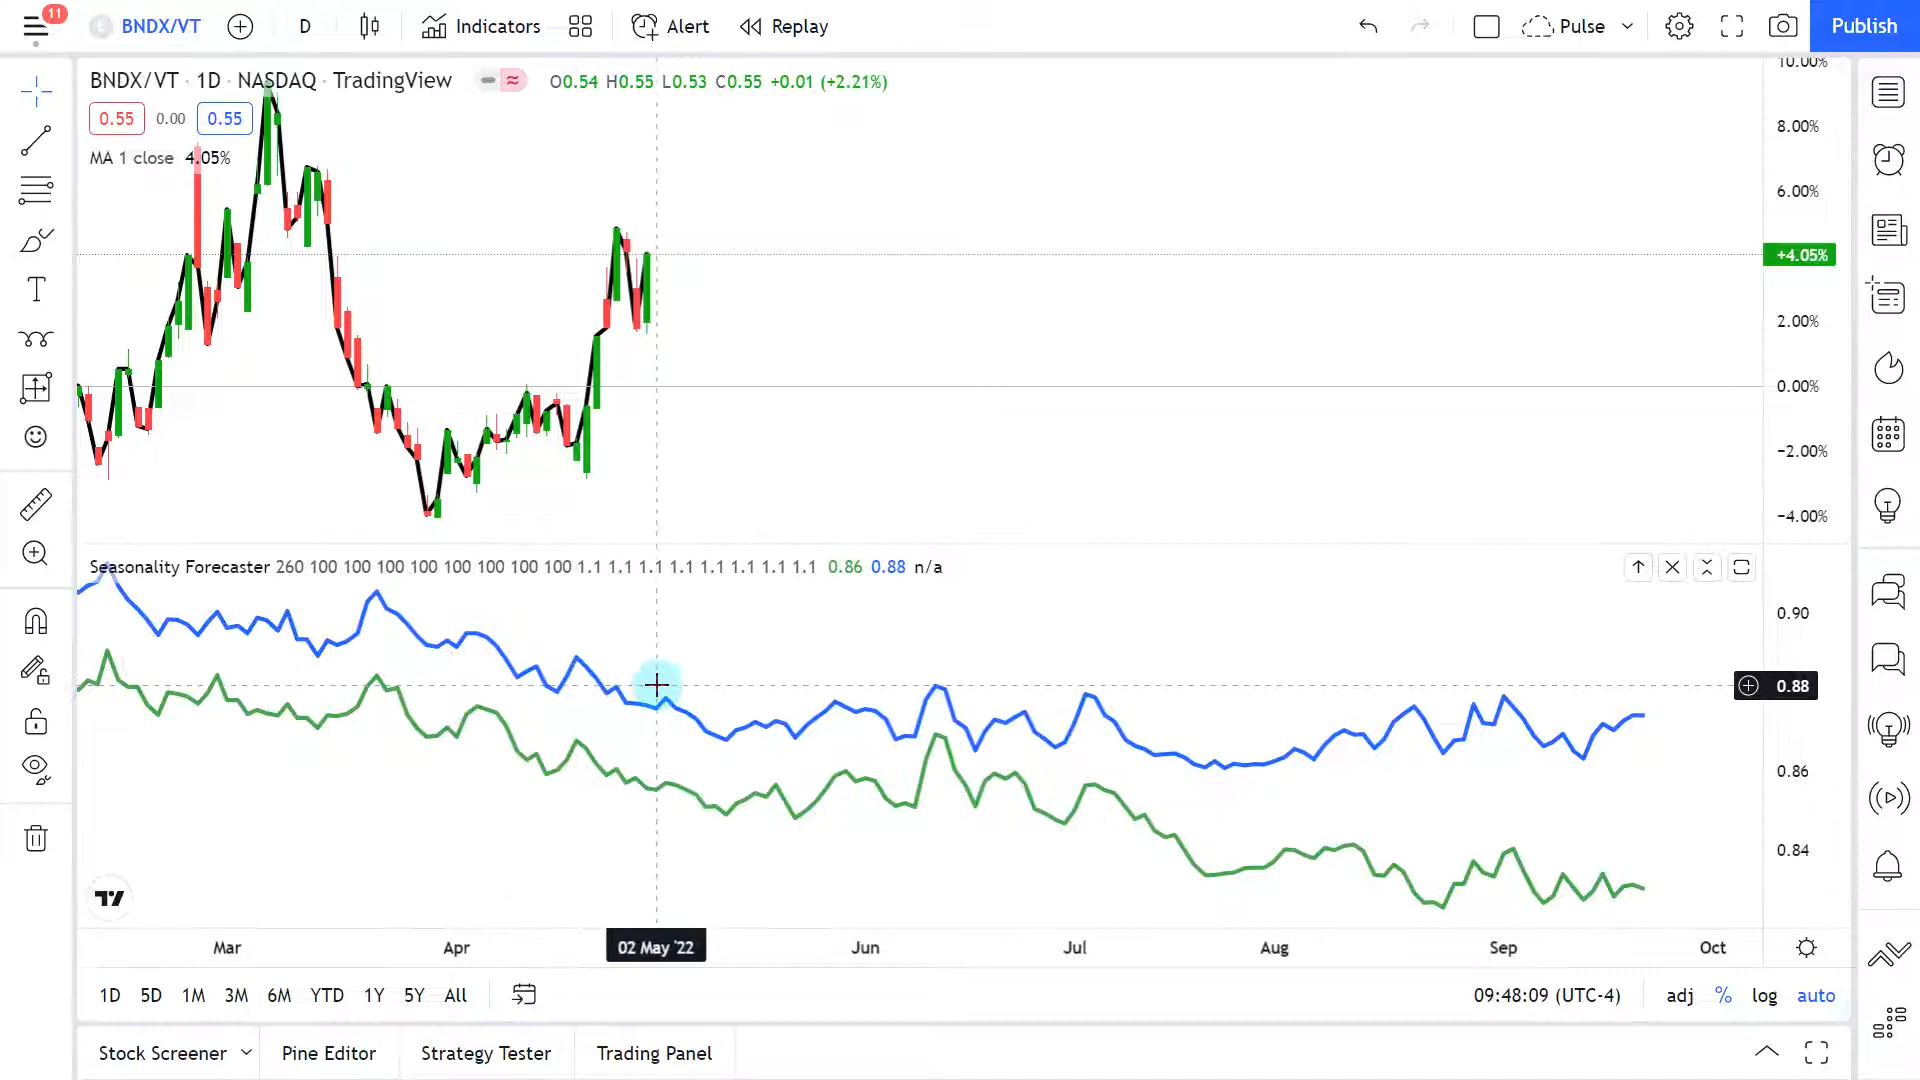 11
BNDX/VT
D
Indicators
Alert
Replay
Pulse
Publish
BNDX/VT · 1D · NASDAQ · TradingView
O0.54 H0.55 L0.53 C0.55 +0.01 (+2.21%)
0.55 0.00 0.55
MA 1 close 4.05%
10.00%
8.00%
6.00%
+4.05%
2.00%
0.00%
−2.00%
−4.00%
Seasonality Forecaster 260 100 100 100 100 100 100 100 100 1.1 1.1 1.1 1.1 1.1 1.1 1.1 1.1 0.86 0.88 n/a
0.90
0.88
0.86
0.84
Mar Apr 02 May '22 Jun Jul Aug Sep Oct
1D 5D 1M 3M 6M YTD 1Y 5Y All
09:48:09 (UTC-4) adj % log auto
Stock Screener Pine Editor Strategy Tester Trading Panel